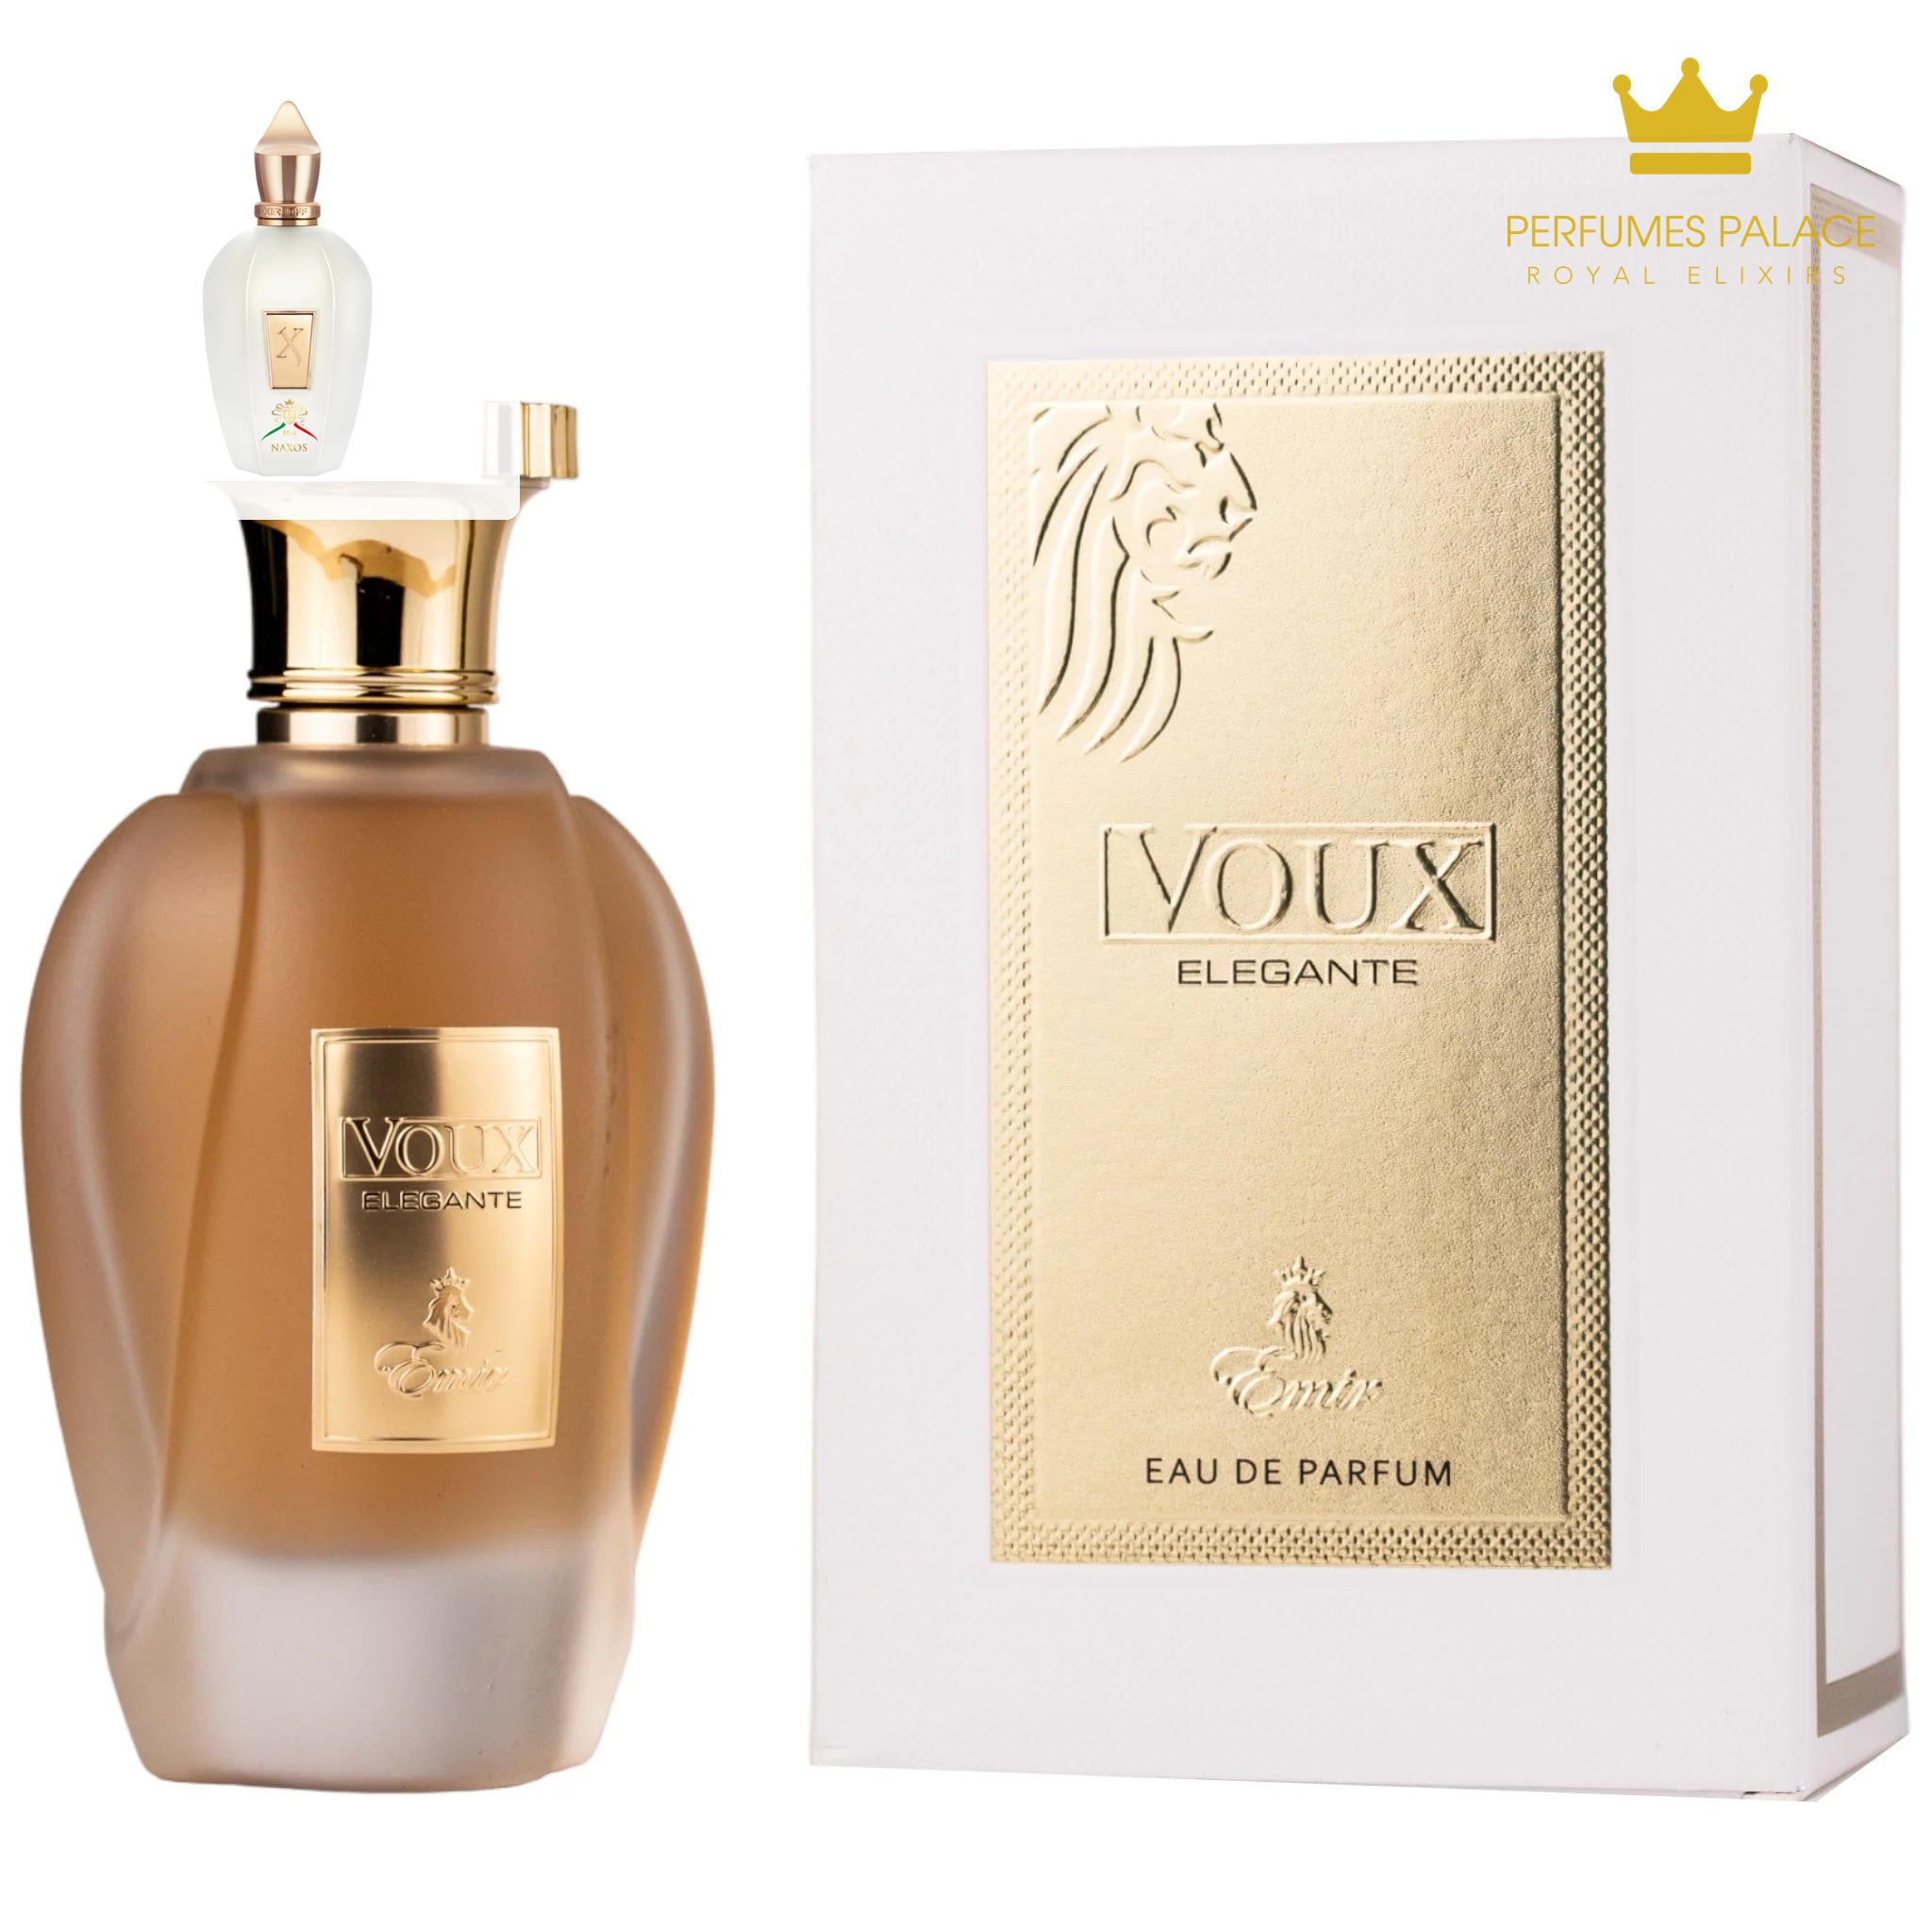 PERFUMES PALACE
ROYAL ELIXIRS
X
NAXOS
VOUX
ELEGANTE
Emir
VOUX
ELEGANTE
Emir
EAU DE PARFUM